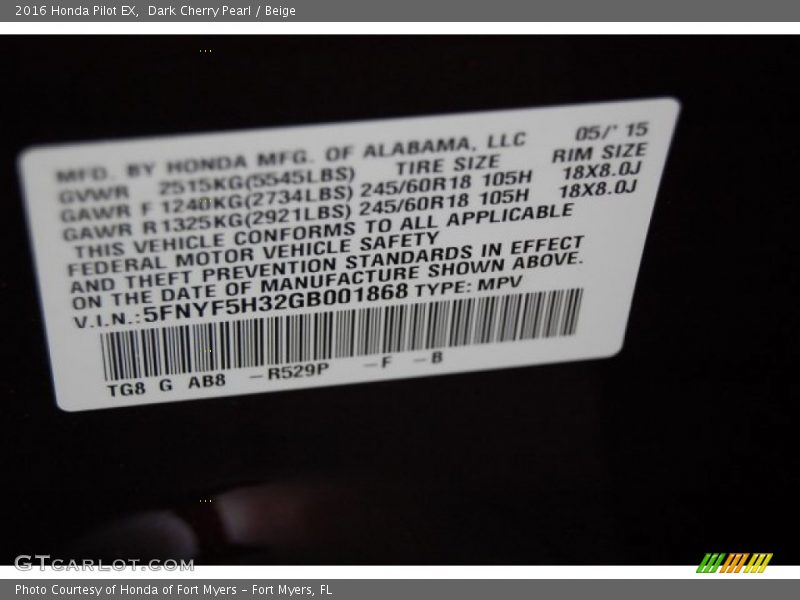 2016 Honda Pilot EX,  Dark Cherry Pearl / Beige
MFD. BY HONDA MFG. OF ALABAMA, LLC 05/' 15
GVWR 2515KG(5545LBS) TIRE SIZE RIM SIZE
GAWR F 1240KG(2734LBS) 245/60R18 105H 18X8.0J
GAWR R 1325KG(2921LBS) 245/60R18 105H 18X8.0J
THIS VEHICLE CONFORMS TO ALL APPLICABLE
FEDERAL MOTOR VEHICLE SAFETY
AND THEFT PREVENTION STANDARDS IN EFFECT
ON THE DATE OF MANUFACTURE SHOWN ABOVE.
V.I.N.: 5FNYF5H32GB001868 TYPE: MPV
TG8 G AB8 –R529P –F –B
GTCARLOT.COM
Photo Courtesy of Honda of Fort Myers – Fort Myers, FL